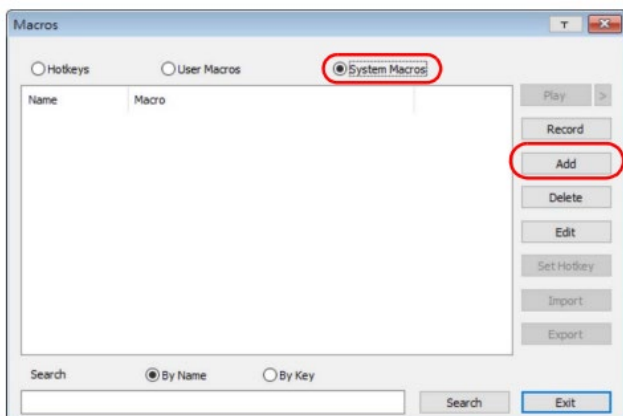 Macros
T
Hotkeys User Macros System Macros
Name Macro
Play >
Record
Add
Delete
Edit
Set Hotkey
Import
Export
Search By Name By Key
Search Exit